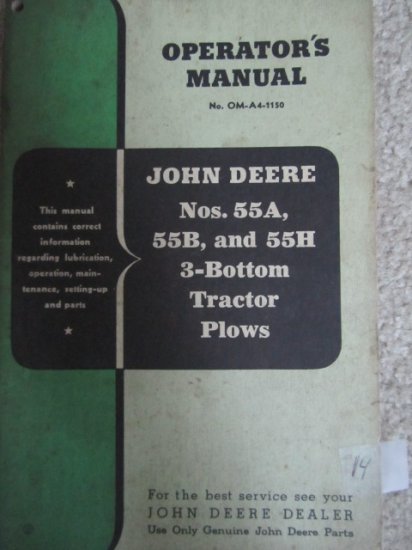 OPERATOR'S
MANUAL
No. OM-A4-1150
★
This manual
contains correct
information
regarding lubrication,
operation, main-
tenance, setting-up
and parts
★
JOHN DEERE
Nos. 55A,
55B, and 55H
3-Bottom
Tractor
Plows
14
For the best service see your
JOHN DEERE DEALER
Use Only Genuine John Deere Parts